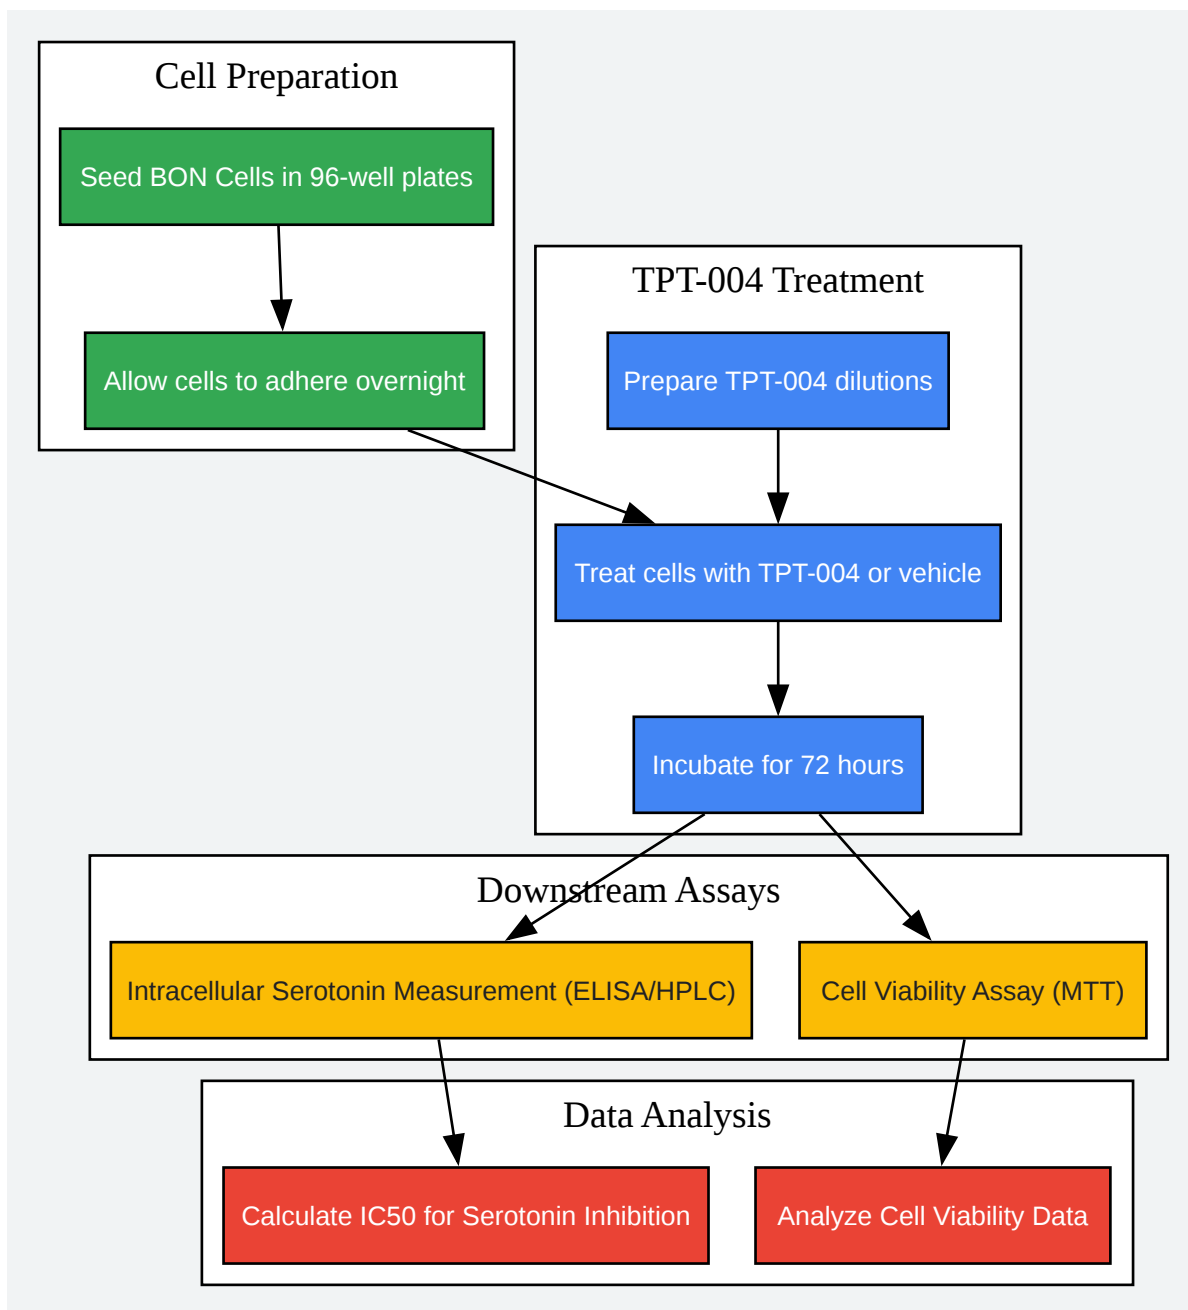 Cell Preparation
Seed BON Cells in 96-well plates
Allow cells to adhere overnight
TPT-004 Treatment
Prepare TPT-004 dilutions
Treat cells with TPT-004 or vehicle
Incubate for 72 hours
Downstream Assays
Intracellular Serotonin Measurement (ELISA/HPLC)
Cell Viability Assay (MTT)
Data Analysis
Calculate IC50 for Serotonin Inhibition
Analyze Cell Viability Data